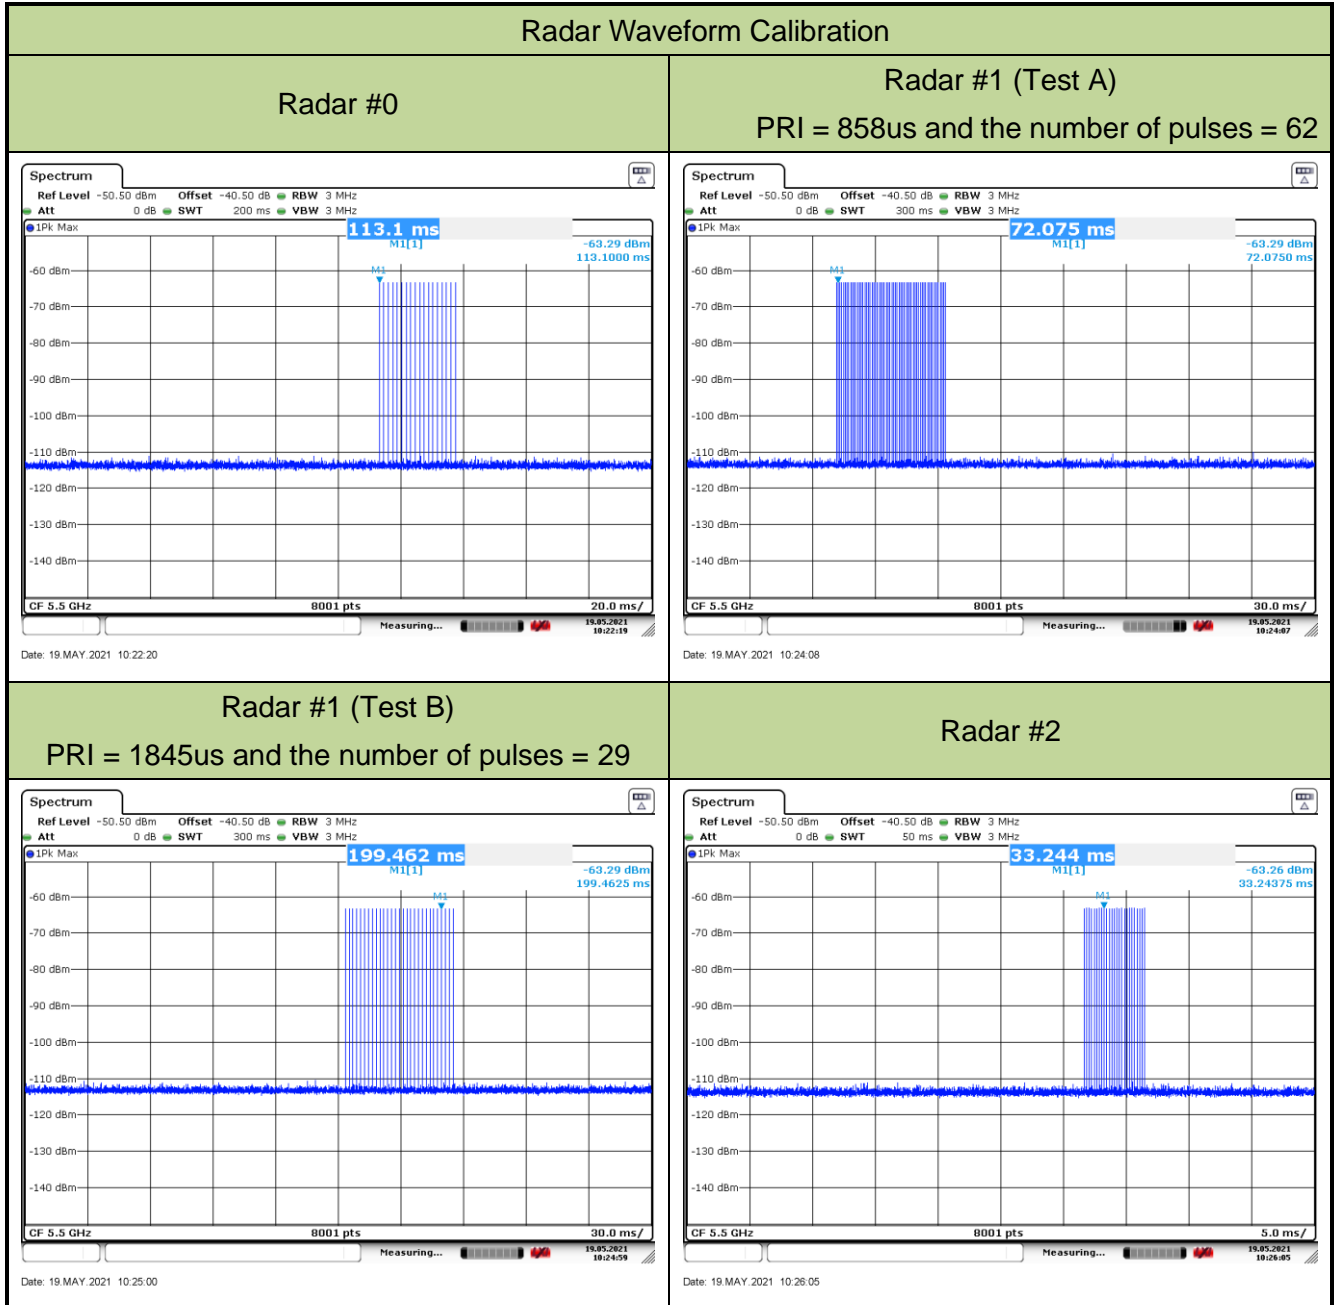 Radar Waveform Calibration
Radar #0
Radar #1 (Test A)
PRI = 858us and the number of pulses = 62
Spectrum
Ref Level -50.50 dBm Offset -40.50 dB RBW 3 MHz
Att 0 dB SWT 200 ms VBW 3 MHz
1Pk Max
113.1 ms
M1[1] -63.29 dBm
113.1000 ms
M1
-60 dBm
-70 dBm
-80 dBm
-90 dBm
-100 dBm
-110 dBm
-120 dBm
-130 dBm
-140 dBm
CF 5.5 GHz 8001 pts 20.0 ms/
Measuring... 19.05.2021
10:22:19
Date: 19.MAY.2021 10:22:20
Spectrum
Ref Level -50.50 dBm Offset -40.50 dB RBW 3 MHz
Att 0 dB SWT 300 ms VBW 3 MHz
1Pk Max
72.075 ms
M1[1] -63.29 dBm
72.0750 ms
M1
-60 dBm
-70 dBm
-80 dBm
-90 dBm
-100 dBm
-110 dBm
-120 dBm
-130 dBm
-140 dBm
CF 5.5 GHz 8001 pts 30.0 ms/
Measuring... 19.05.2021
10:24:07
Date: 19.MAY.2021 10:24:08
Radar #1 (Test B)
PRI = 1845us and the number of pulses = 29
Radar #2
Spectrum
Ref Level -50.50 dBm Offset -40.50 dB RBW 3 MHz
Att 0 dB SWT 300 ms VBW 3 MHz
1Pk Max
199.462 ms
M1[1] -63.29 dBm
199.4625 ms
M1
-60 dBm
-70 dBm
-80 dBm
-90 dBm
-100 dBm
-110 dBm
-120 dBm
-130 dBm
-140 dBm
CF 5.5 GHz 8001 pts 30.0 ms/
Measuring... 19.05.2021
10:24:59
Date: 19.MAY.2021 10:25:00
Spectrum
Ref Level -50.50 dBm Offset -40.50 dB RBW 3 MHz
Att 0 dB SWT 50 ms VBW 3 MHz
1Pk Max
33.244 ms
M1[1] -63.26 dBm
33.24375 ms
M1
-60 dBm
-70 dBm
-80 dBm
-90 dBm
-100 dBm
-110 dBm
-120 dBm
-130 dBm
-140 dBm
CF 5.5 GHz 8001 pts 5.0 ms/
Measuring... 19.05.2021
10:26:05
Date: 19.MAY.2021 10:26:05